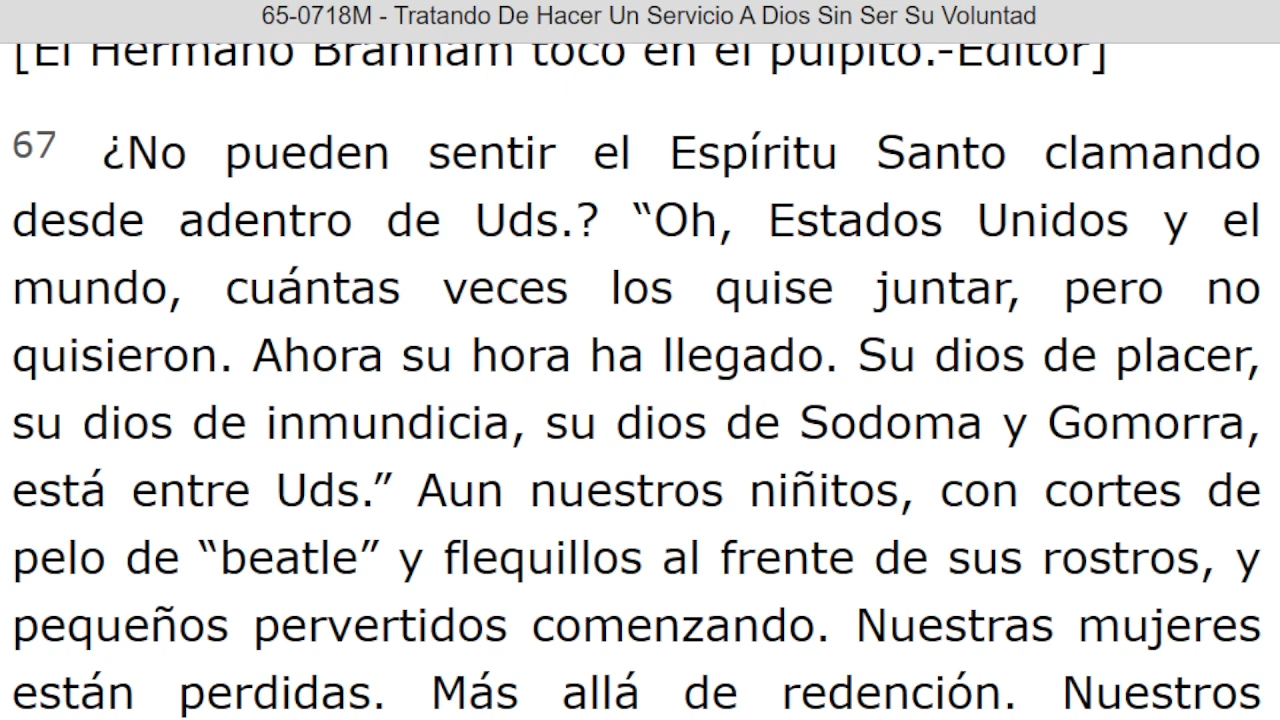 65-0718M - Tratando De Hacer Un Servicio A Dios Sin Ser Su Voluntad
[El Hermano Branham tocó en el púlpito.-Editor]
67 ¿No pueden sentir el Espíritu Santo clamando
desde adentro de Uds.? “Oh, Estados Unidos y el
mundo, cuántas veces los quise juntar, pero no
quisieron. Ahora su hora ha llegado. Su dios de placer,
su dios de inmundicia, su dios de Sodoma y Gomorra,
está entre Uds.” Aun nuestros niñitos, con cortes de
pelo de “beatle” y flequillos al frente de sus rostros, y
pequeños pervertidos comenzando. Nuestras mujeres
están perdidas. Más allá de redención. Nuestros